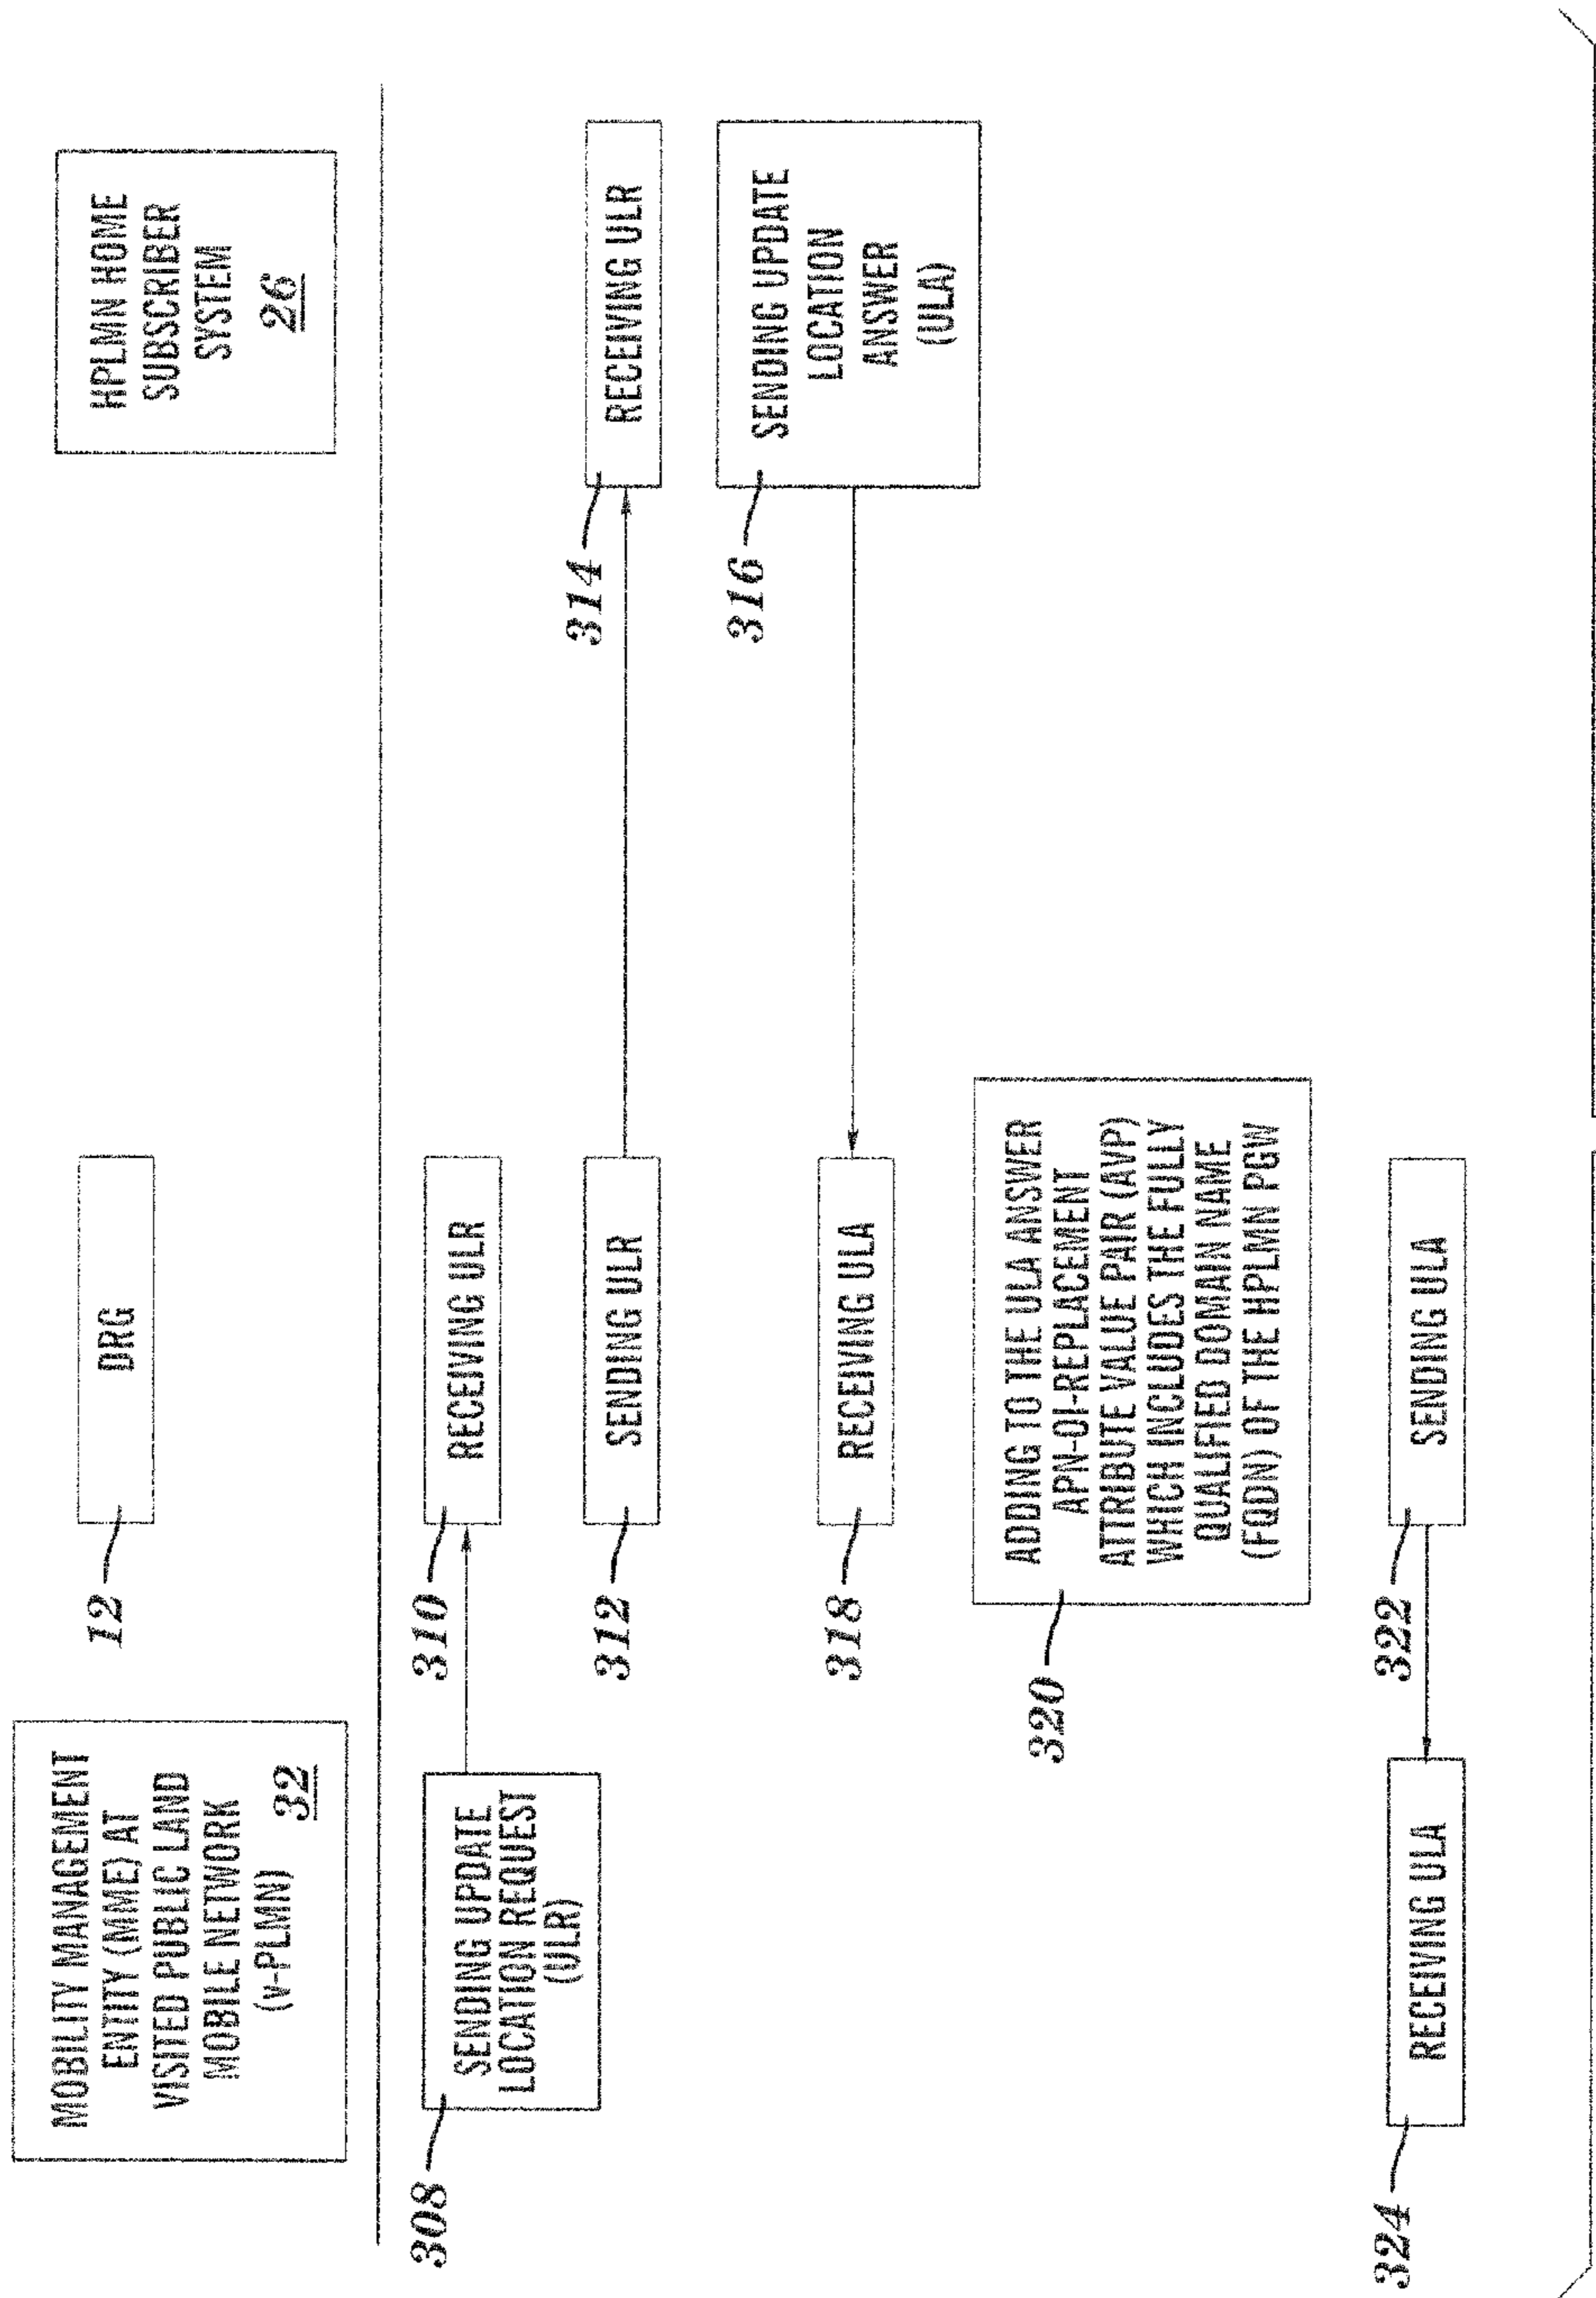 MOBILITY MANAGEMENT
ENTITY (MME) AT
VISITED PUBLIC LAND
MOBILE NETWORK
(V-PLMN)
32
12
DRG
HPLMN HOME
SUBSCRIBER
SYSTEM
26
308
SENDING UPDATE
LOCATION REQUEST
(ULR)
310
RECEIVING ULR
312
SENDING ULR
314
RECEIVING ULR
316
SENDING UPDATE
LOCATION
ANSWER
(ULA)
318
RECEIVING ULA
320
ADDING TO THE ULA ANSWER
APN-OI-REPLACEMENT
ATTRIBUTE VALUE PAIR (AVP)
WHICH INCLUDES THE FULLY
QUALIFIED DOMAIN NAME
(FQDN) OF THE HPLMN PGW
322
SENDING ULA
324
RECEIVING ULA